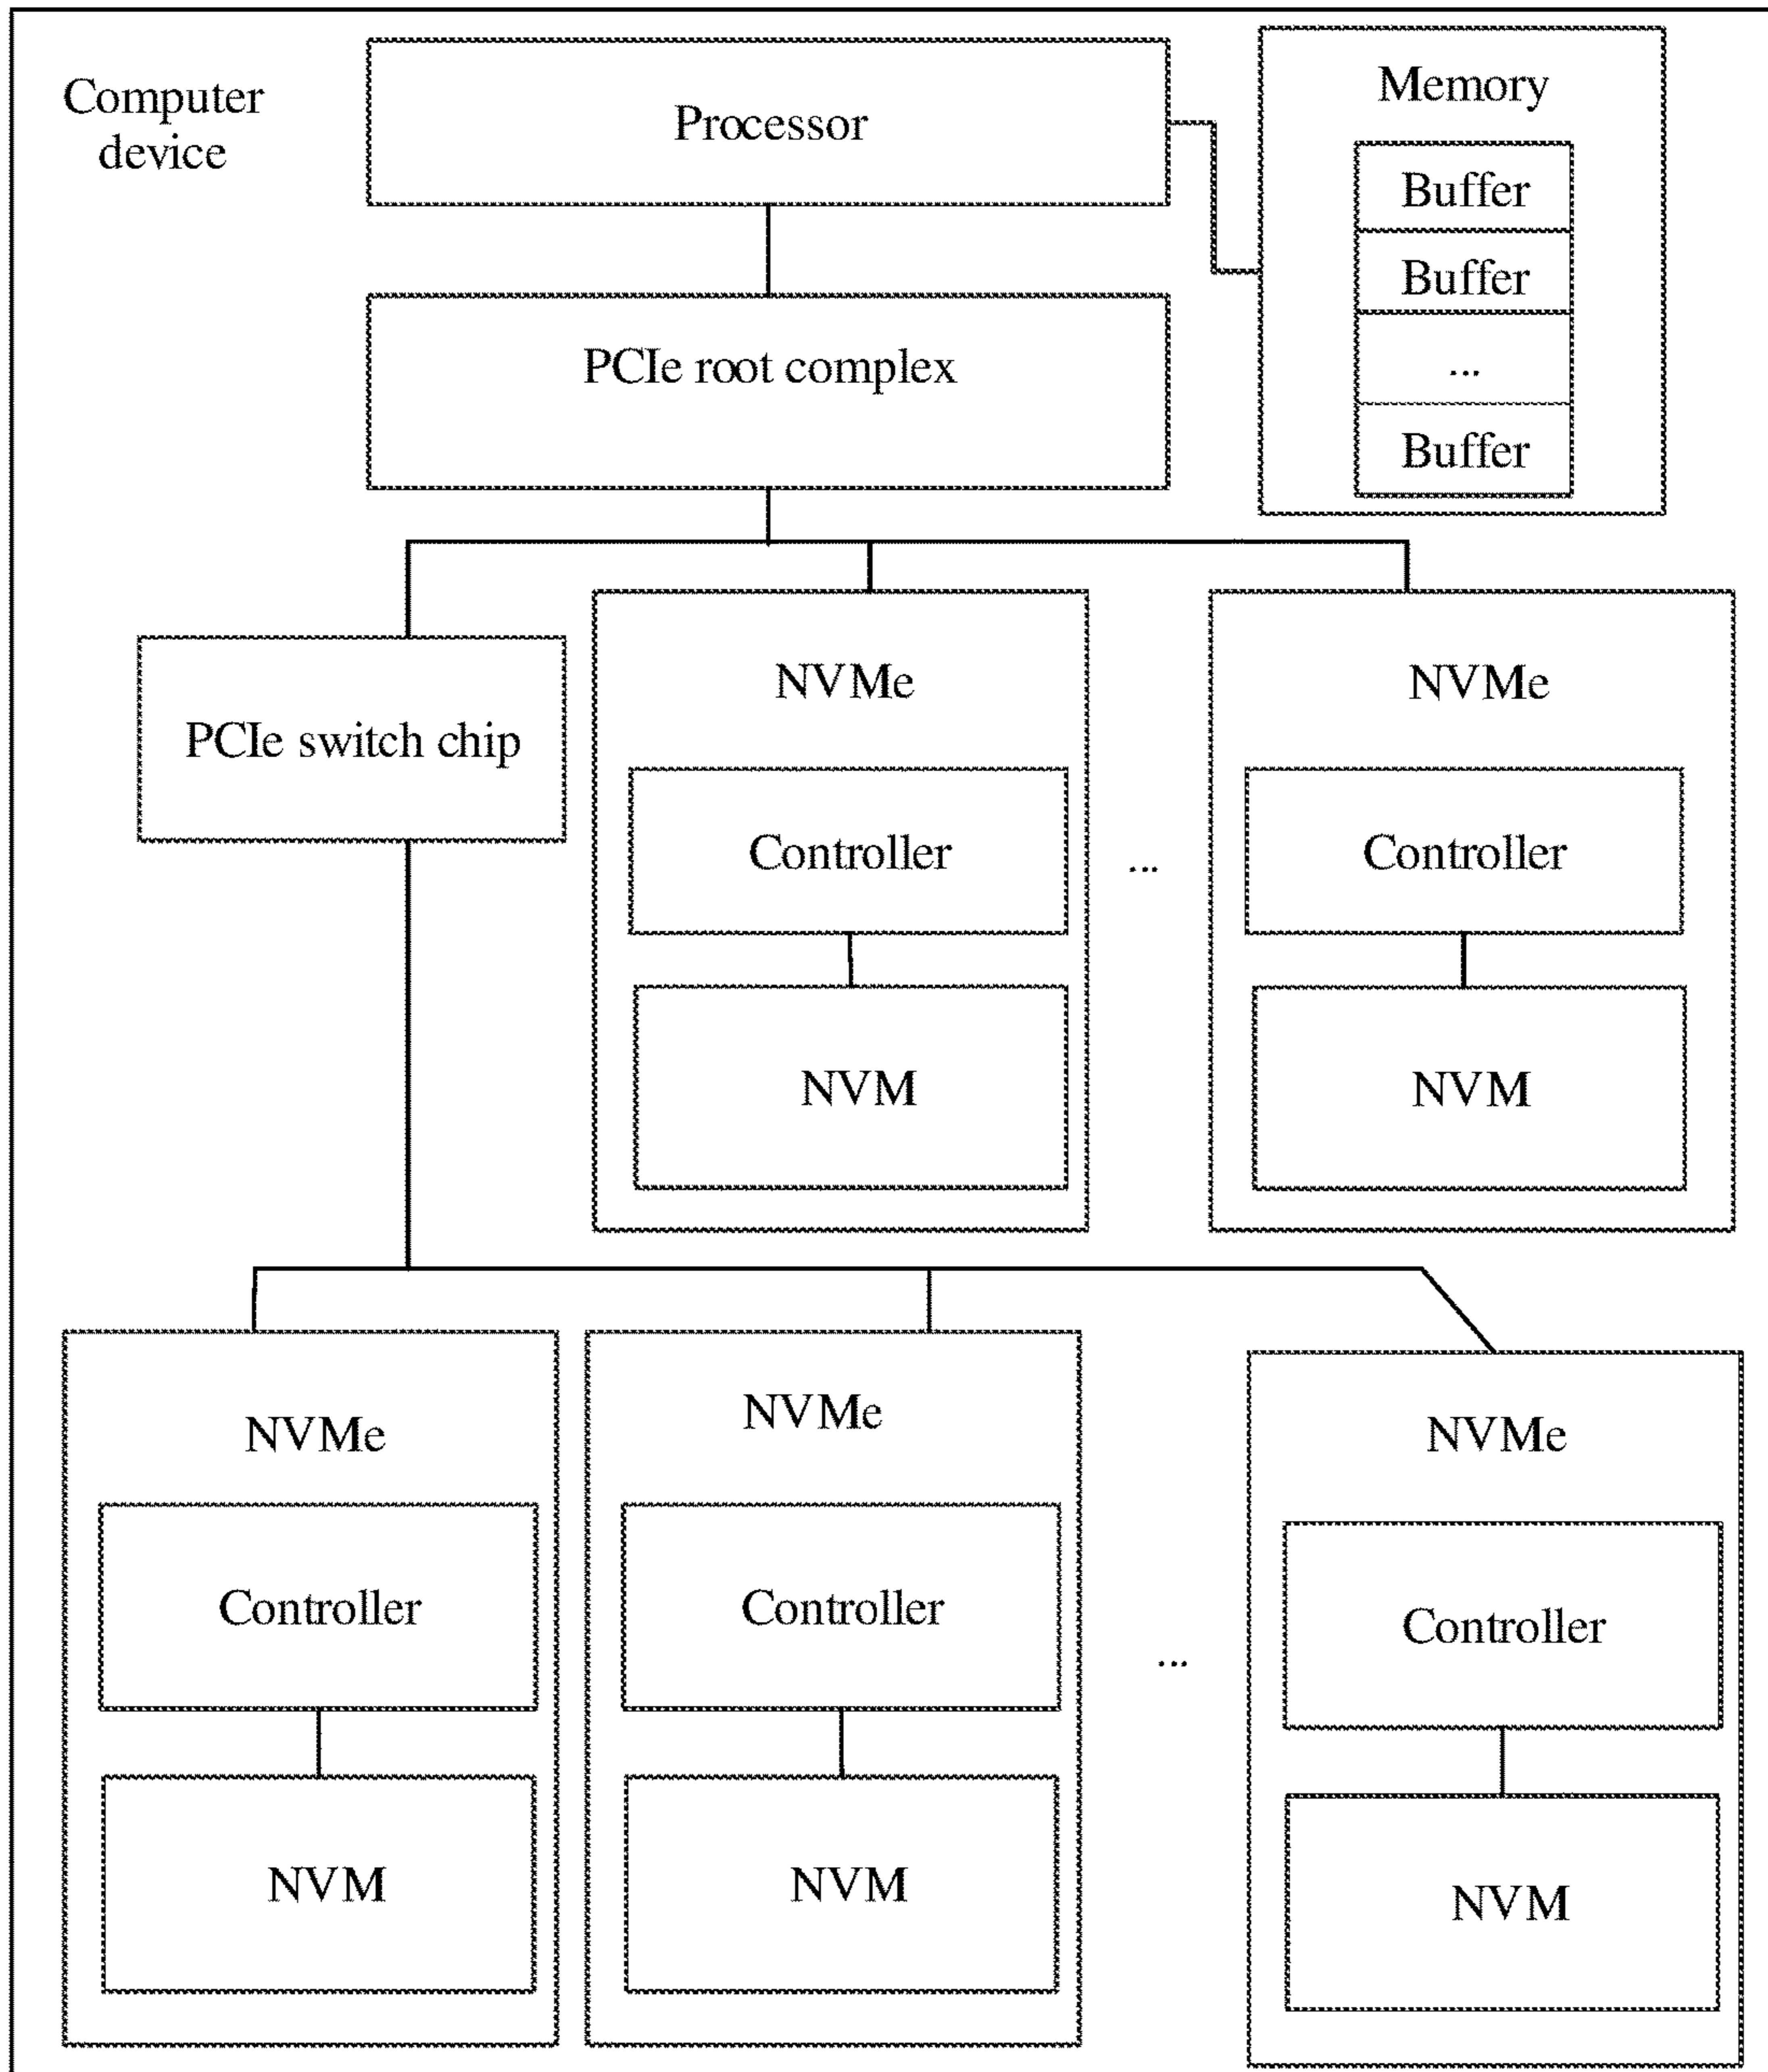 Computer
device
Processor
Memory
Buffer
Buffer
...
Buffer
PCIe root complex
PCIe switch chip
NVMe
Controller
NVM
...
NVMe
Controller
NVM
NVMe
Controller
NVM
NVMe
Controller
NVM
...
NVMe
Controller
NVM